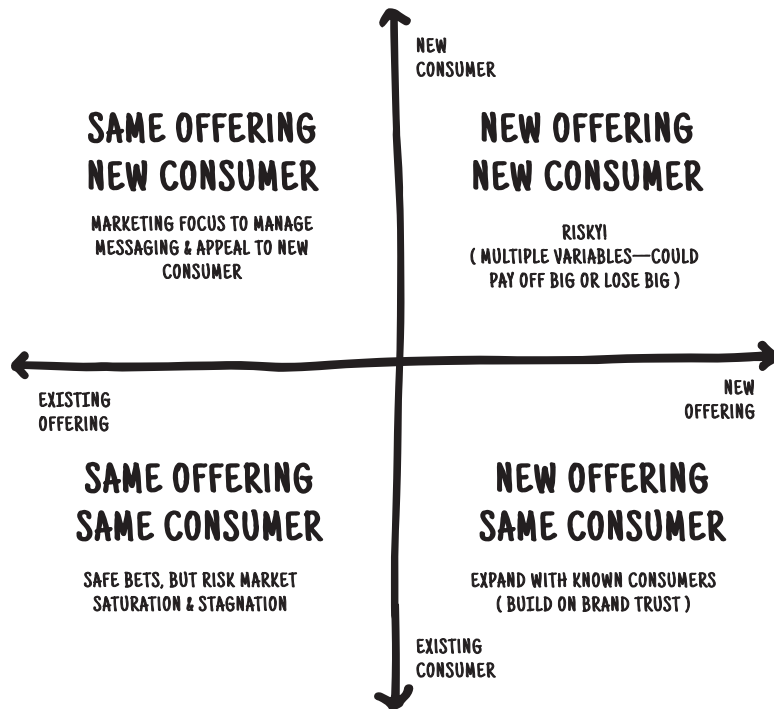 NEW
CONSUMER
SAME OFFERING
NEW CONSUMER
MARKETING FOCUS TO MANAGE
MESSAGING & APPEAL TO NEW
CONSUMER
NEW OFFERING
NEW CONSUMER
RISKY!
( MULTIPLE VARIABLES—COULD
PAY OFF BIG OR LOSE BIG )
EXISTING
OFFERING
NEW
OFFERING
SAME OFFERING
SAME CONSUMER
SAFE BETS, BUT RISK MARKET
SATURATION & STAGNATION
NEW OFFERING
SAME CONSUMER
EXPAND WITH KNOWN CONSUMERS
( BUILD ON BRAND TRUST )
EXISTING
CONSUMER